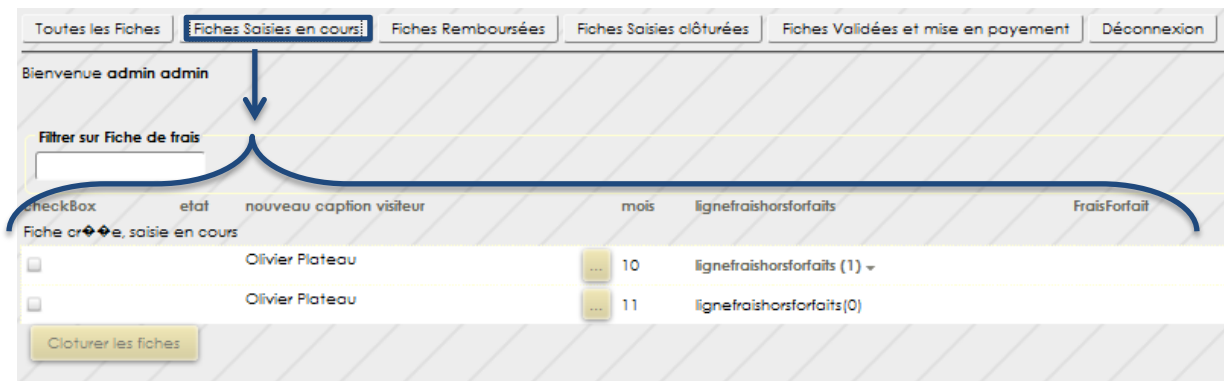 Toutes les Fiches Fiches Saisies en cours Fiches Remboursées Fiches Saisies clôturées Fiches Validées et mise en payement Déconnexion
Bienvenue admin admin
Filtrer sur Fiche de frais
checkBox etat nouveau caption visiteur mois lignefraishorsforfaits FraisForfait
Fiche cr��e, saisie en cours
Olivier Plateau ... 10 lignefraishorsforfaits (1)
Olivier Plateau ... 11 lignefraishorsforfaits(0)
Cloturer les fiches